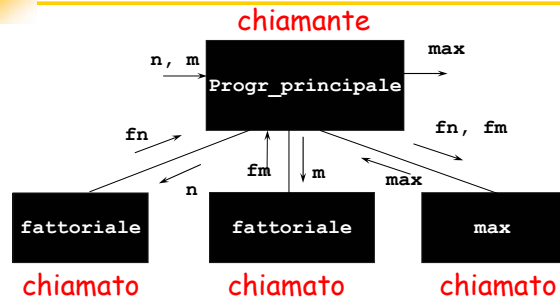 chiamante
n, m
max
Progr_principale
fn
fn, fm
n
fm
m
max
fattoriale
fattoriale
max
chiamato
chiamato
chiamato